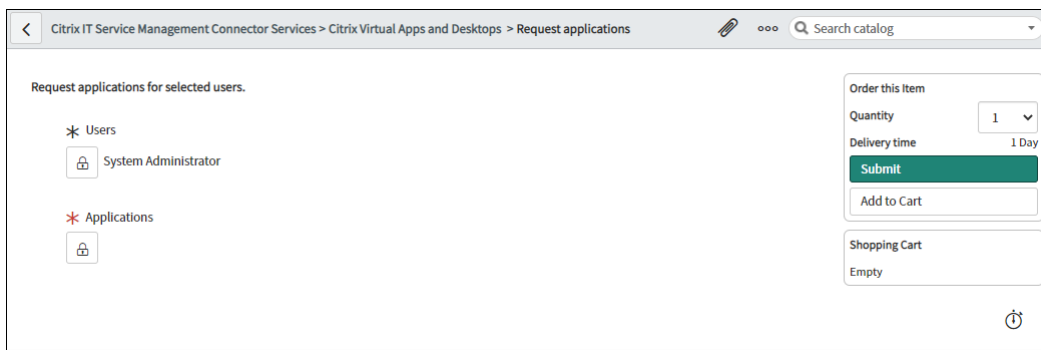 Citrix IT Service Management Connector Services > Citrix Virtual Apps and Desktops > Request applications
Search catalog
Request applications for selected users.
Users
System Administrator
Applications
Order this Item
Quantity 1
Delivery time 1 Day
Submit
Add to Cart
Shopping Cart
Empty